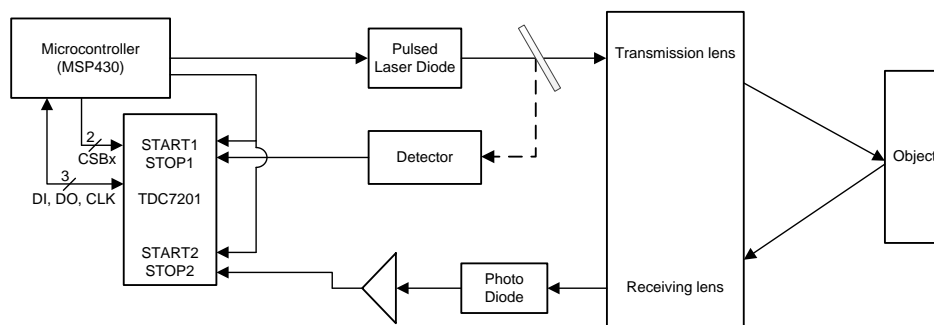 Microcontroller
(MSP430)
Pulsed
Laser Diode
Transmission lens
2
CSBx
START1
STOP1
Detector
Object
3
DI, DO, CLK
TDC7201
START2
STOP2
Photo
Diode
Receiving lens